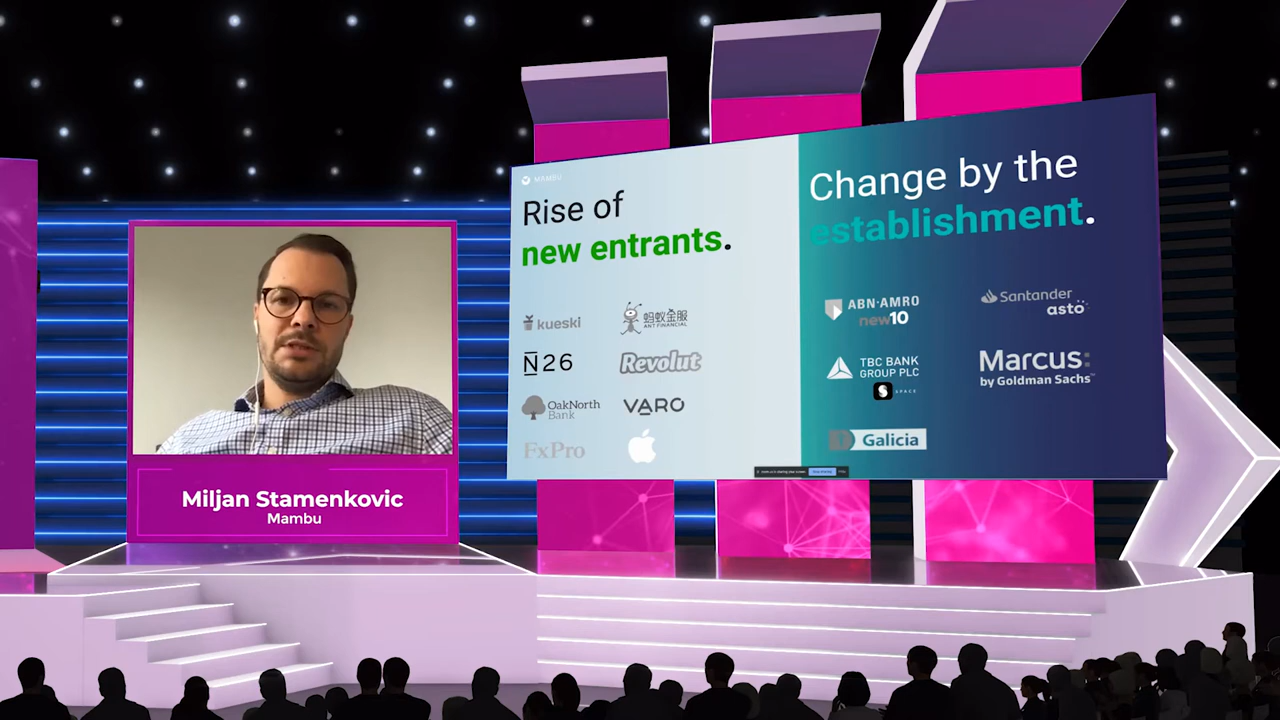 MAMBU
Rise of
new entrants.
kueski
蚂蚁金服
ANT FINANCIAL
N26
Revolut
OakNorth
Bank
VARO
FxPro
Change by the
establishment.
ABN·AMRO
new10
Santander
asto
TBC BANK
GROUP PLC
SPACE
Marcus:
by Goldman Sachs™
Galicia
Miljan Stamenkovic
Mambu